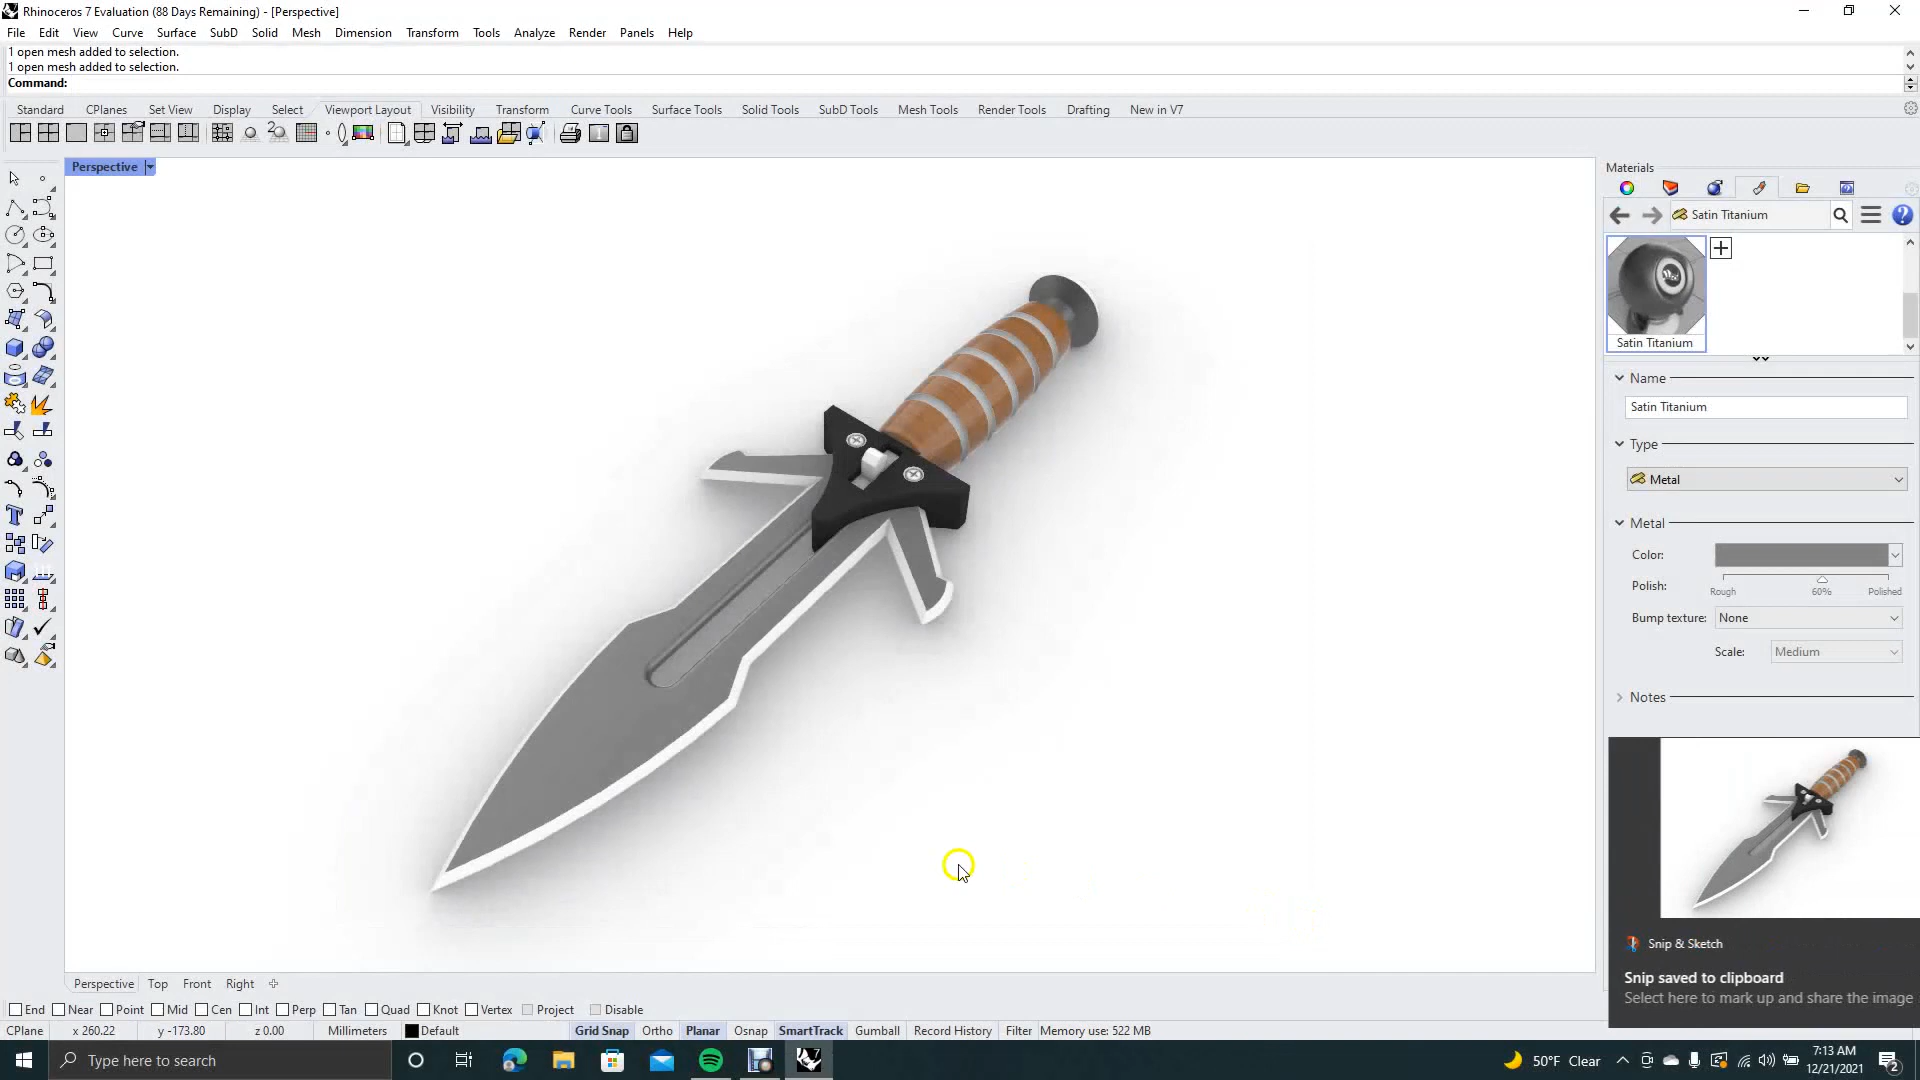 Rhinoceros 7 Evaluation (88 Days Remaining) - [Perspective]
File Edit View Curve Surface SubD Solid Mesh Dimension Transform Tools Analyze Render Panels Help
1 open mesh added to selection.
1 open mesh added to selection.
Command:
Standard CPlanes Set View Display Select Viewport Layout Visibility Transform Curve Tools Surface Tools Solid Tools SubD Tools Mesh Tools Render Tools Drafting New in V7
Perspective
Materials
Satin Titanium
Satin Titanium
Name
Satin Titanium
Type
Metal
Metal
Color:
Polish:
Rough 60% Polished
Bump texture: None
Scale: Medium
Notes
Snip & Sketch
Snip saved to clipboard
Select here to mark up and share the image
Perspective Top Front Right
End Near Point Mid Cen Int Perp Tan Quad Knot Vertex Project Disable
CPlane x 260.22 y -173.80 z 0.00 Millimeters Default Grid Snap Ortho Planar Osnap SmartTrack Gumball Record History Filter Memory use: 522 MB
Type here to search
50°F Clear
7:13 AM
12/21/2021
2